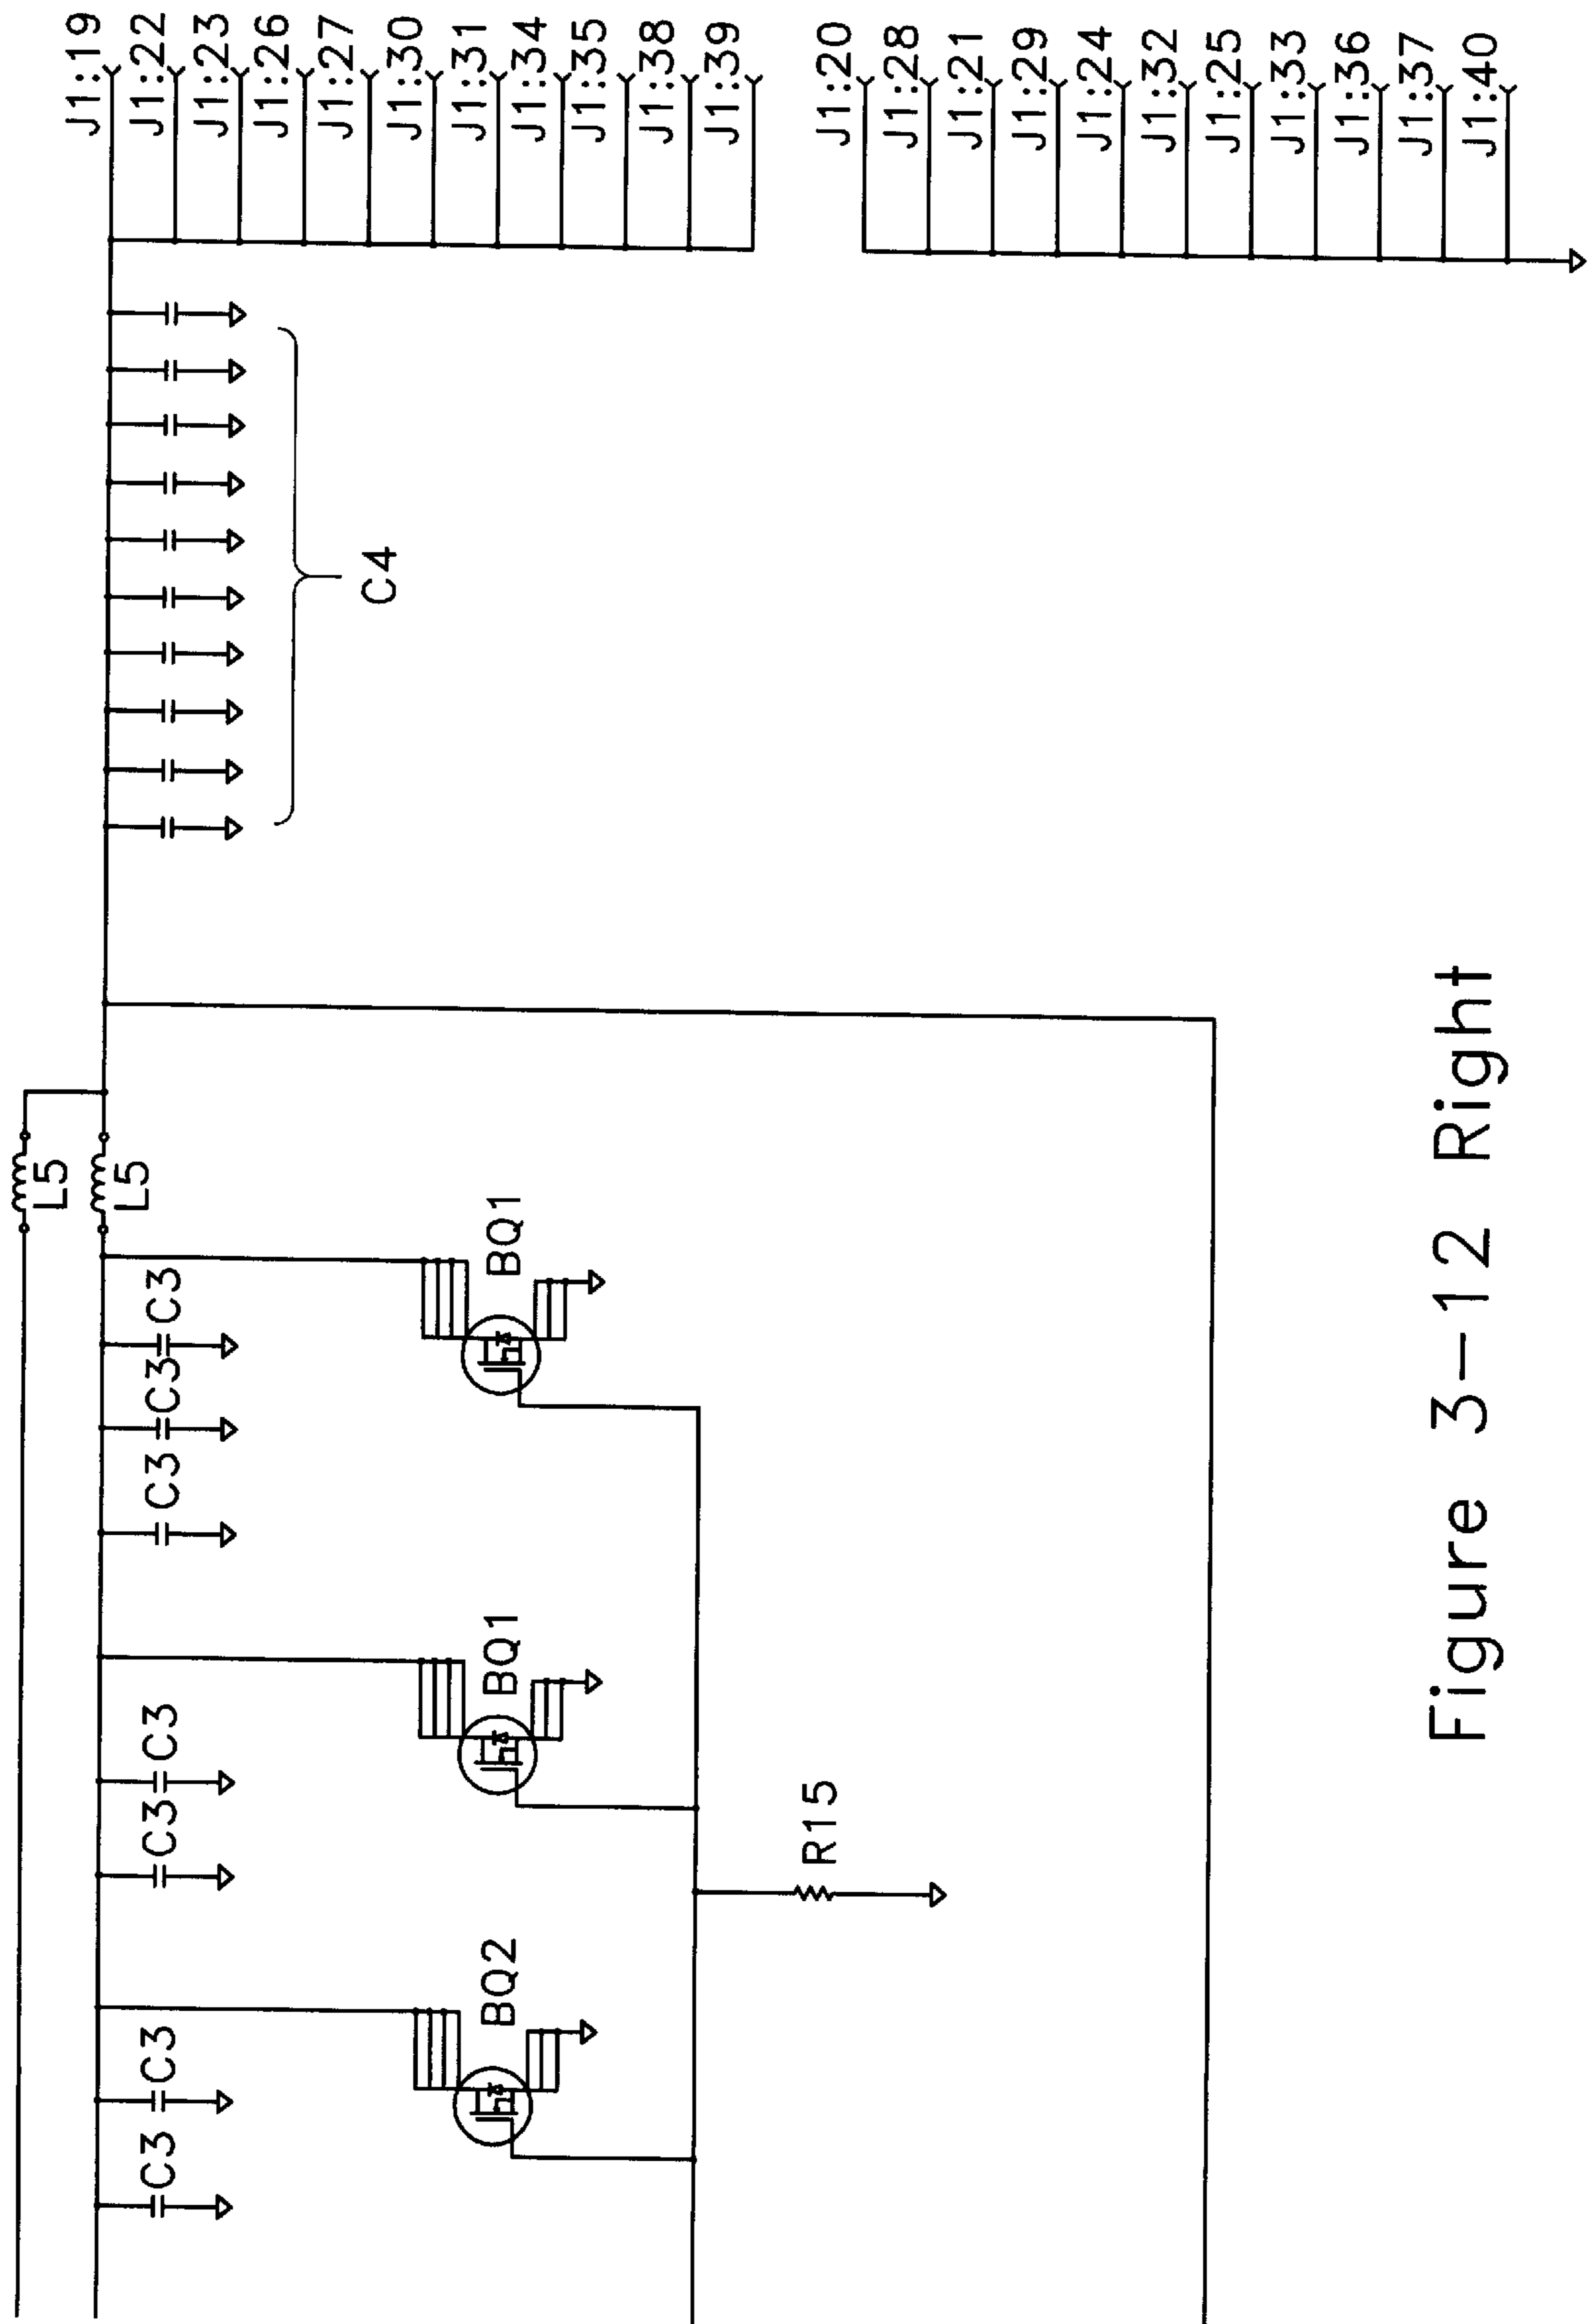 J1:19
J1:22
J1:23
J1:26
J1:27
J1:30
J1:31
J1:34
J1:35
J1:38
J1:39
J1:20
J1:28
J1:21
J1:29
J1:24
J1:32
J1:25
J1:33
J1:36
J1:37
J1:40
C4
L5
L5
BQ1
C3
C3
C3
BQ1
C3
C3
R15
BQ2
C3
C3
Figure 3-12 Right